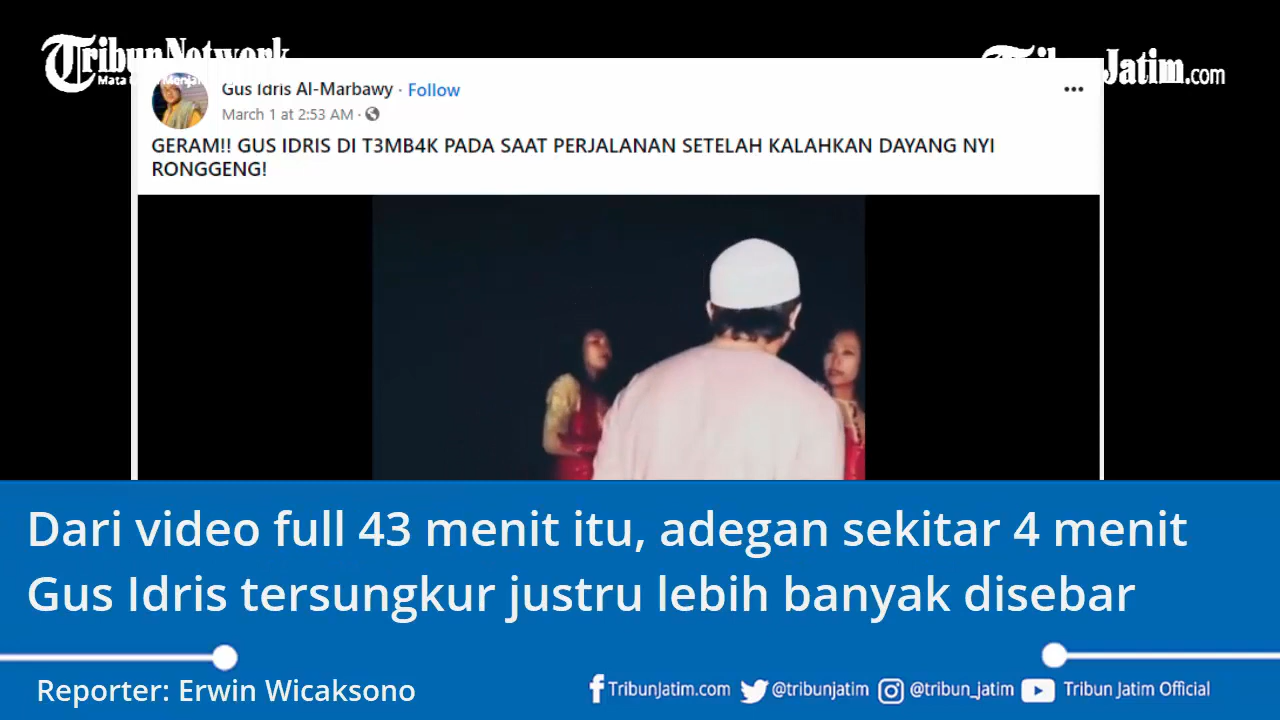 TribunNetwork
TribunJatim.com
Gus Idris Al-Marbawy · Follow
March 1 at 2:53 AM ·
GERAM!! GUS IDRIS DI T3MB4K PADA SAAT PERJALANAN SETELAH KALAHKAN DAYANG NYI
RONGGENG!
Dari video full 43 menit itu, adegan sekitar 4 menit
Gus Idris tersungkur justru lebih banyak disebar
Reporter: Erwin Wicaksono
TribunJatim.com @tribunjatim @tribun_jatim Tribun Jatim Official